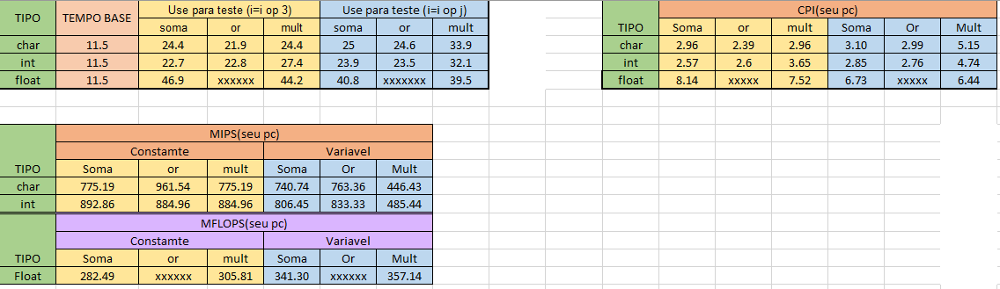 TIPO TEMPO BASE Use para teste (i=i op 3) Use para teste (i=i op j)
soma or mult soma or mult
char 11.5 24.4 21.9 24.4 25 24.6 33.9
int 11.5 22.7 22.8 27.4 23.9 23.5 32.1
float 11.5 46.9 xxxxxx 44.2 40.8 xxxxxxx 39.5
CPI(seu pc)
TIPO Soma or mult Soma Or Mult
char 2.96 2.39 2.96 3.10 2.99 5.15
int 2.57 2.6 3.65 2.85 2.76 4.74
float 8.14 xxxxx 7.52 6.73 xxxxx 6.44
MIPS(seu pc)
Constamte Variavel
TIPO Soma or mult Soma Or Mult
char 775.19 961.54 775.19 740.74 763.36 446.43
int 892.86 884.96 884.96 806.45 833.33 485.44
MFLOPS(seu pc)
Constamte Variavel
TIPO Soma or mult Soma Or Mult
Float 282.49 xxxxxx 305.81 341.30 xxxxxx 357.14